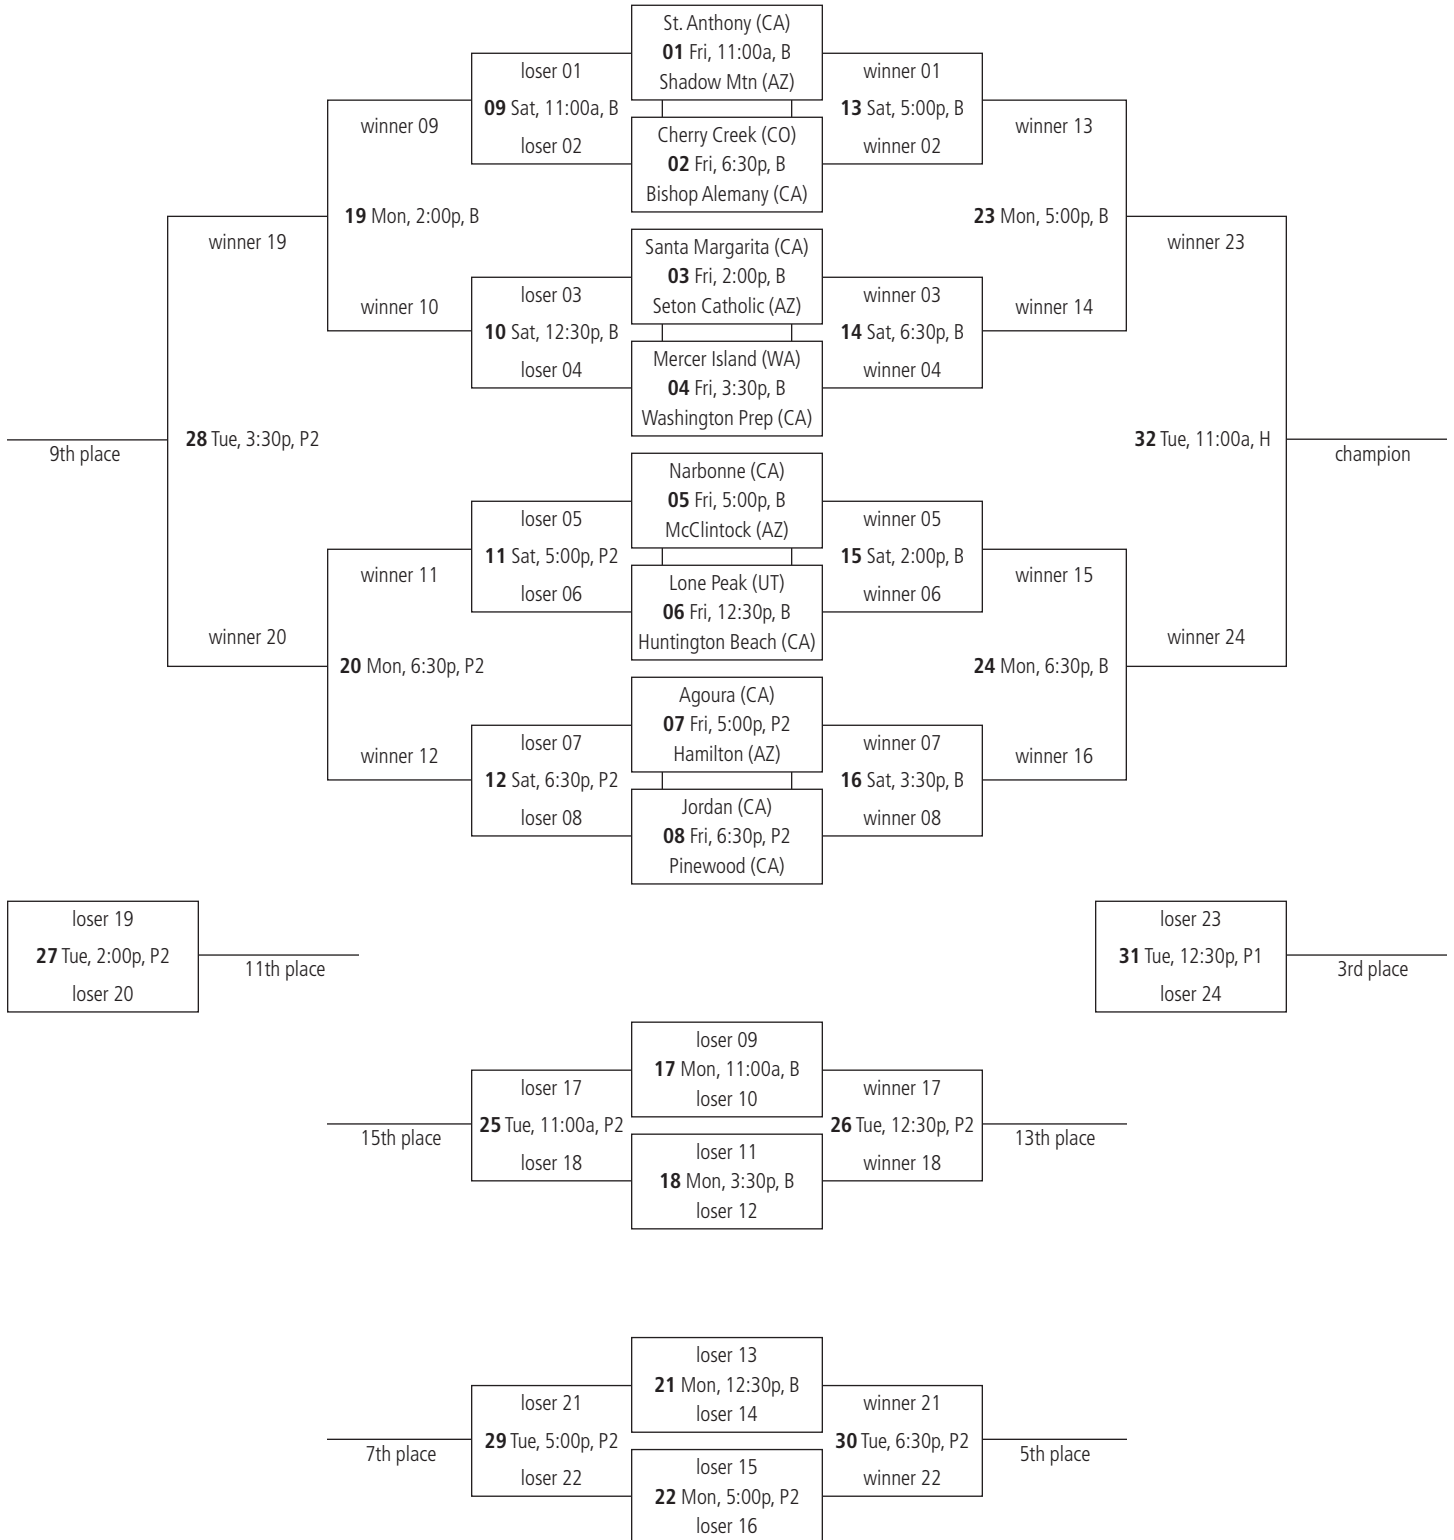 St. Anthony (CA)
01 Fri, 11:00a, B
Shadow Mtn (AZ)
loser 01
09 Sat, 11:00a, B
loser 02
winner 01
13 Sat, 5:00p, B
winner 02
winner 09
winner 13
Cherry Creek (CO)
02 Fri, 6:30p, B
Bishop Alemany (CA)
19 Mon, 2:00p, B
23 Mon, 5:00p, B
winner 19
winner 23
Santa Margarita (CA)
03 Fri, 2:00p, B
Seton Catholic (AZ)
loser 03
10 Sat, 12:30p, B
loser 04
winner 03
14 Sat, 6:30p, B
winner 04
winner 10
winner 14
Mercer Island (WA)
04 Fri, 3:30p, B
Washington Prep (CA)
28 Tue, 3:30p, P2
9th place
32 Tue, 11:00a, H
champion
Narbonne (CA)
05 Fri, 5:00p, B
McClintock (AZ)
loser 05
11 Sat, 5:00p, P2
loser 06
winner 05
15 Sat, 2:00p, B
winner 06
winner 11
winner 15
Lone Peak (UT)
06 Fri, 12:30p, B
Huntington Beach (CA)
winner 20
winner 24
20 Mon, 6:30p, P2
24 Mon, 6:30p, B
Agoura (CA)
07 Fri, 5:00p, P2
Hamilton (AZ)
loser 07
12 Sat, 6:30p, P2
loser 08
winner 07
16 Sat, 3:30p, B
winner 08
winner 12
winner 16
Jordan (CA)
08 Fri, 6:30p, P2
Pinewood (CA)
loser 19
27 Tue, 2:00p, P2
loser 20
11th place
loser 23
31 Tue, 12:30p, P1
loser 24
3rd place
loser 09
17 Mon, 11:00a, B
loser 10
loser 17
25 Tue, 11:00a, P2
loser 18
15th place
winner 17
26 Tue, 12:30p, P2
winner 18
13th place
loser 11
18 Mon, 3:30p, B
loser 12
loser 13
21 Mon, 12:30p, B
loser 14
loser 21
29 Tue, 5:00p, P2
loser 22
7th place
winner 21
30 Tue, 6:30p, P2
winner 22
5th place
loser 15
22 Mon, 5:00p, P2
loser 16